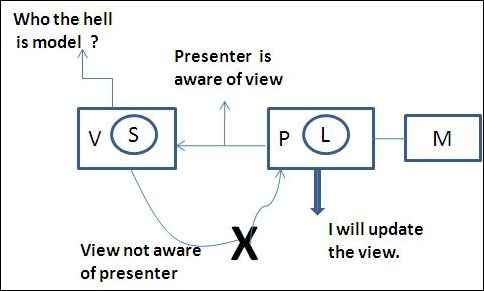 Who the hell
is model ?
Presenter is
aware of view
V
S
P
L
M
X
I will update
the view.
View not aware
of presenter